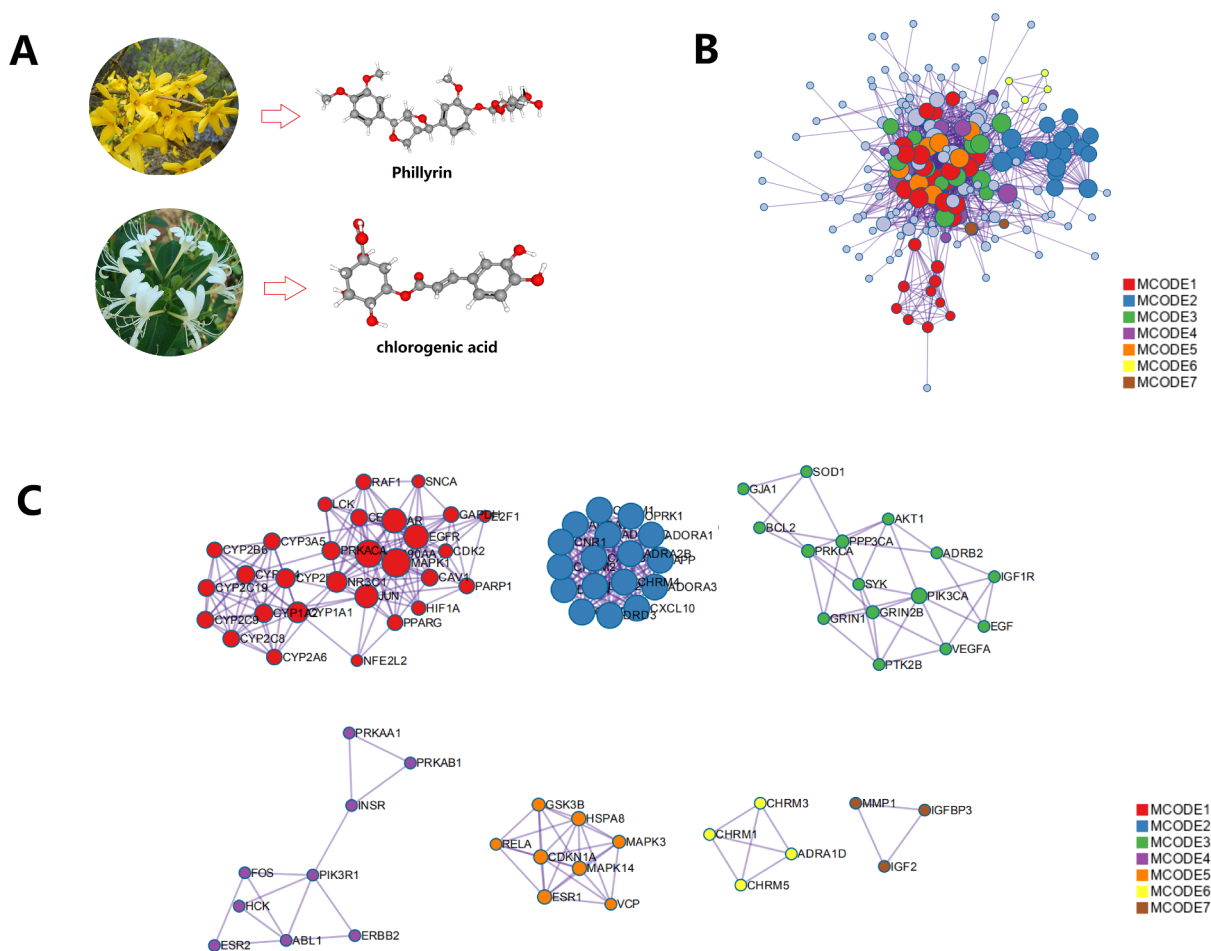 A
B
Phillyrin
chlorogenic acid
MCODE1
MCODE2
MCODE3
MCODE4
MCODE5
MCODE6
MCODE7
C
RAF1
SNCA
LCK
GAPDH
E2F1
AR
EGFR
CYP2B6
CYP3A5
PRKACA
CDK2
MAPK1
CYP2C19
NR3C1
CAV1
PARP1
JUN
HIF1A
CYP2C9
CYP1A2
CYP1A1
PPARG
CYP2C8
CYP2A6
NFE2L2
OPRK1
ADORA1
CNR1
ADRA2B
APP
CHRM4
ADORA3
CXCL10
DRD3
SOD1
GJA1
BCL2
AKT1
PPP3CA
PRKCA
ADRB2
SYK
IGF1R
PIK3CA
GRIN1
GRIN2B
EGF
VEGFA
PTK2B
PRKAA1
PRKAB1
INSR
FOS
PIK3R1
HCK
ESR2
ABL1
ERBB2
GSK3B
HSPA8
RELA
MAPK3
CDKN1A
MAPK14
ESR1
VCP
CHRM3
CHRM1
ADRA1D
CHRM5
MMP1
IGFBP3
IGF2
MCODE1
MCODE2
MCODE3
MCODE4
MCODE5
MCODE6
MCODE7